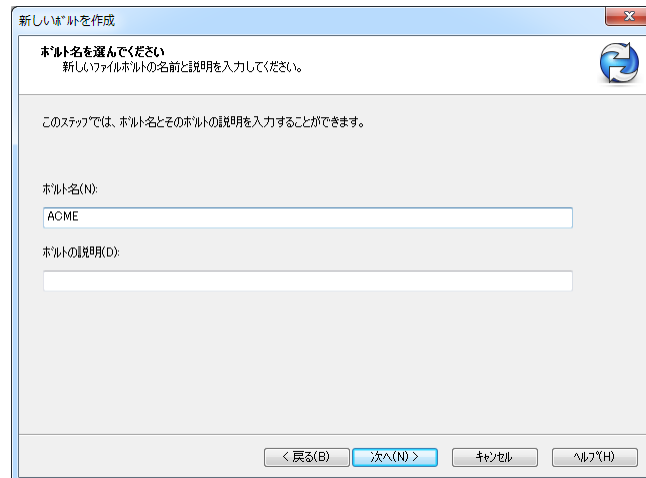 新しいボルトを作成
ボルト名を選んでください
新しいファイルボルトの名前と説明を入力してください。
このステップでは、ボルト名とそのボルトの説明を入力することができます。
ボルト名(N):
ACME
ボルトの説明(D):
< 戻る(B) 次へ(N) > キャンセル ヘルプ(H)